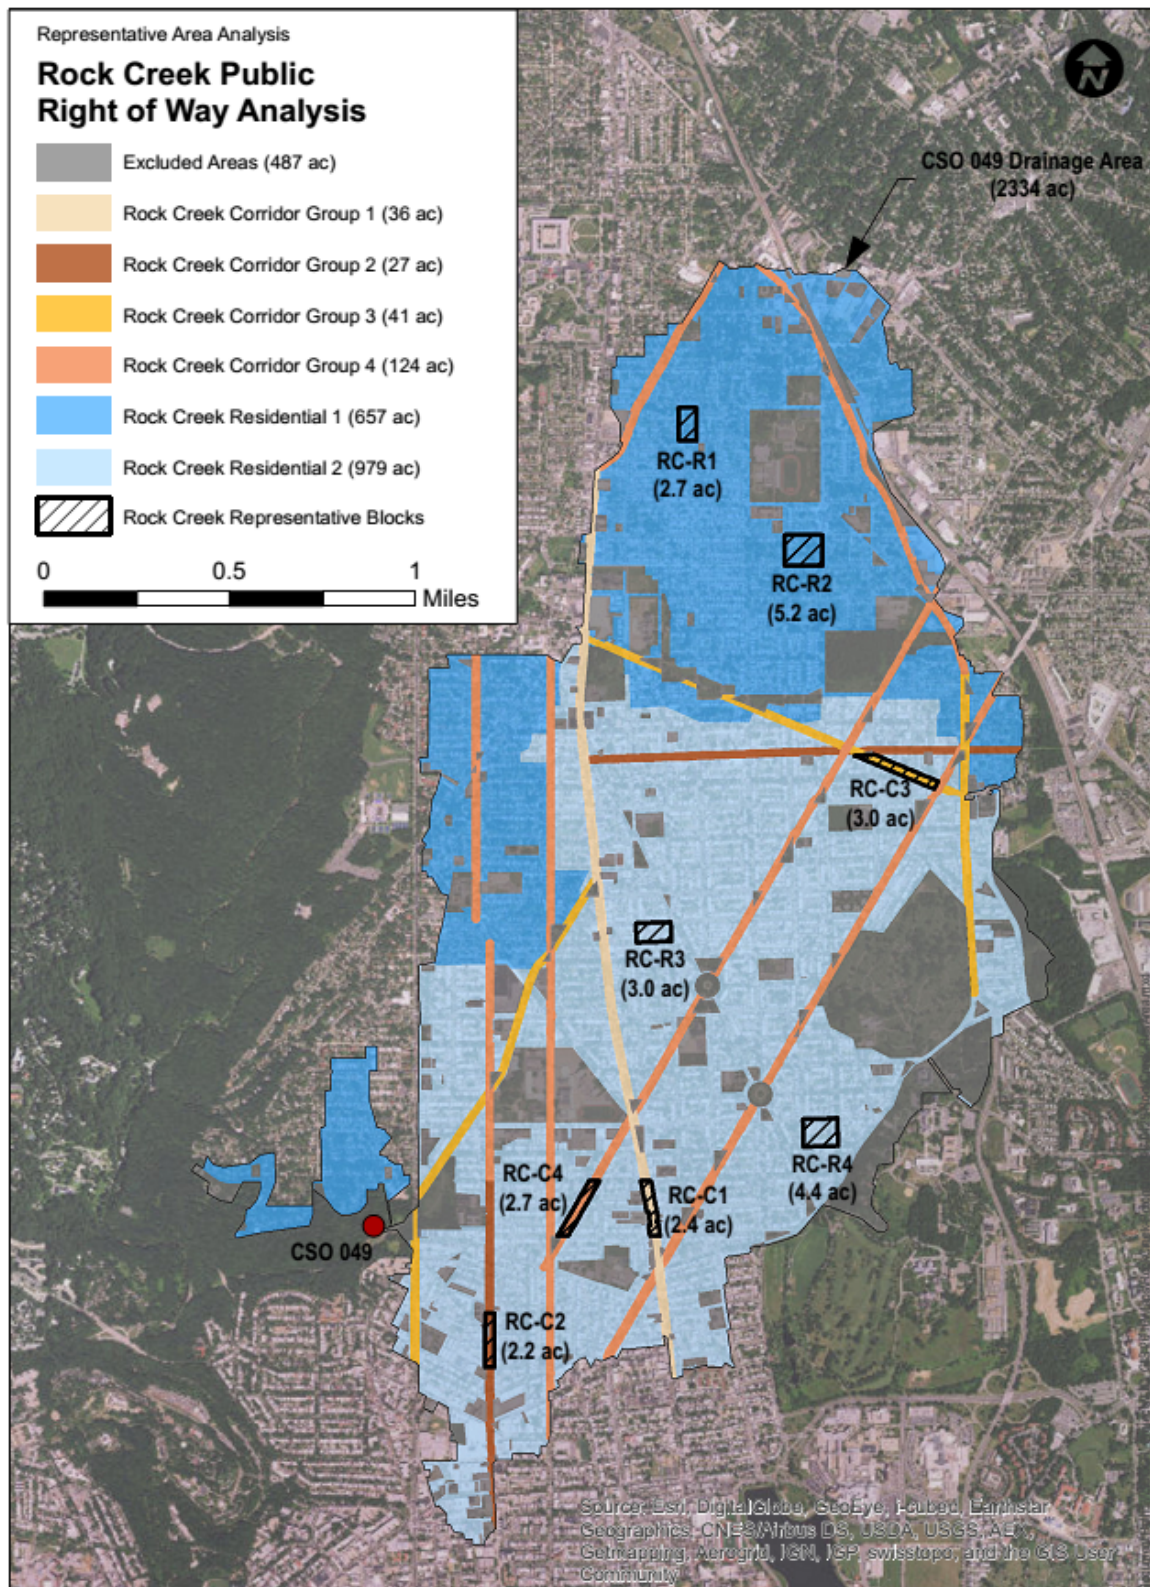 Representative Area Analysis
Rock Creek Public
Right of Way Analysis
Excluded Areas (487 ac)
Rock Creek Corridor Group 1 (36 ac)
Rock Creek Corridor Group 2 (27 ac)
Rock Creek Corridor Group 3 (41 ac)
Rock Creek Corridor Group 4 (124 ac)
Rock Creek Residential 1 (657 ac)
Rock Creek Residential 2 (979 ac)
Rock Creek Representative Blocks
0 0.5 1
Miles
N
CSO 049 Drainage Area
(2334 ac)
RC-R1
(2.7 ac)
RC-R2
(5.2 ac)
RC-C3
(3.0 ac)
RC-R3
(3.0 ac)
RC-R4
(4.4 ac)
RC-C4
(2.7 ac)
RC-C1
(2.4 ac)
CSO 049
RC-C2
(2.2 ac)
Source: Esri, DigitalGlobe, GeoEye, i-cubed, Earthstar
Geographics, CNES/Airbus DS, USDA, USGS, AEX,
Getmapping, Aerogrid, IGN, IGP, swisstopo, and the GIS User
Community